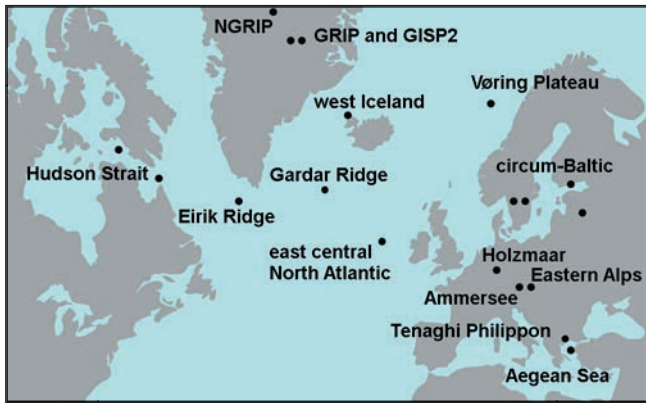 NGRIP
GRIP and GISP2
Vøring Plateau
west Iceland
circum-Baltic
Hudson Strait
Gardar Ridge
Eirik Ridge
east central
North Atlantic
Holzmaar
Eastern Alps
Ammersee
Tenaghi Philippon
Aegean Sea